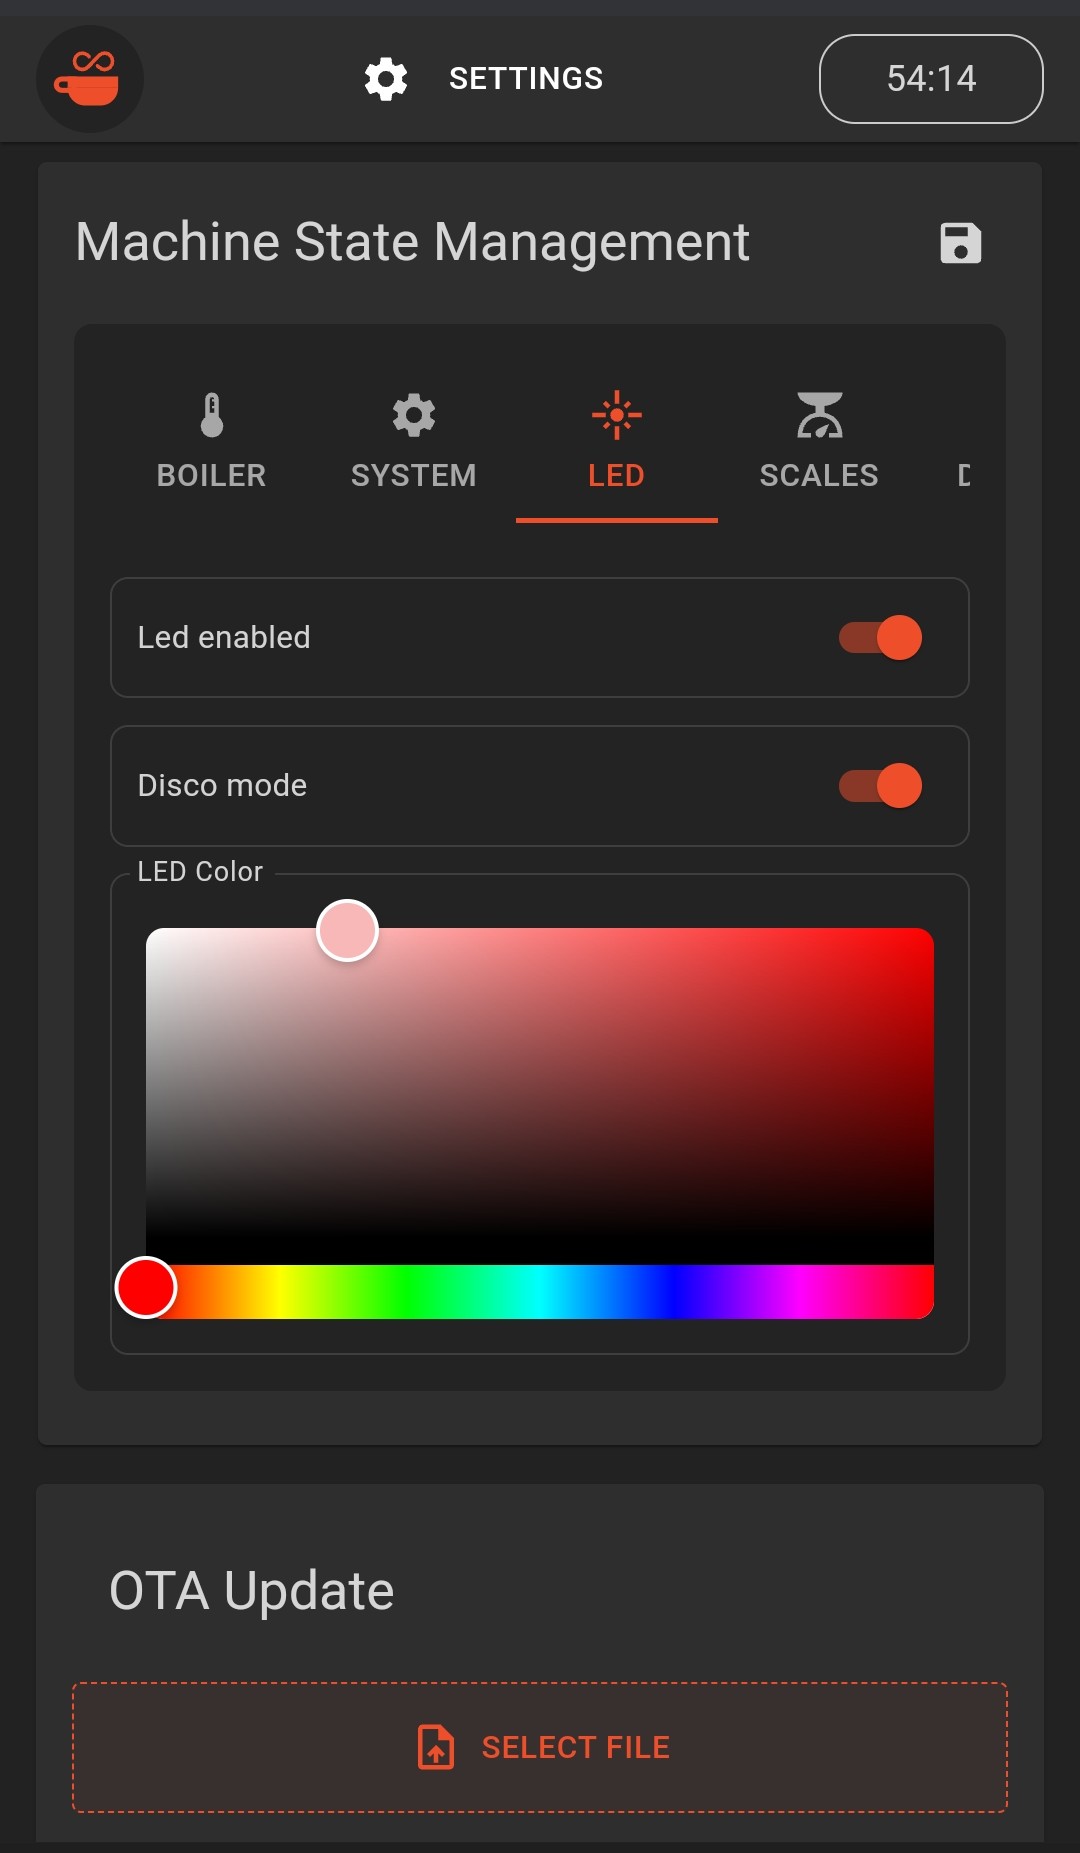 SETTINGS
54:14
Machine State Management
BOILER
SYSTEM
LED
SCALES
Led enabled
Disco mode
LED Color
OTA Update
SELECT FILE